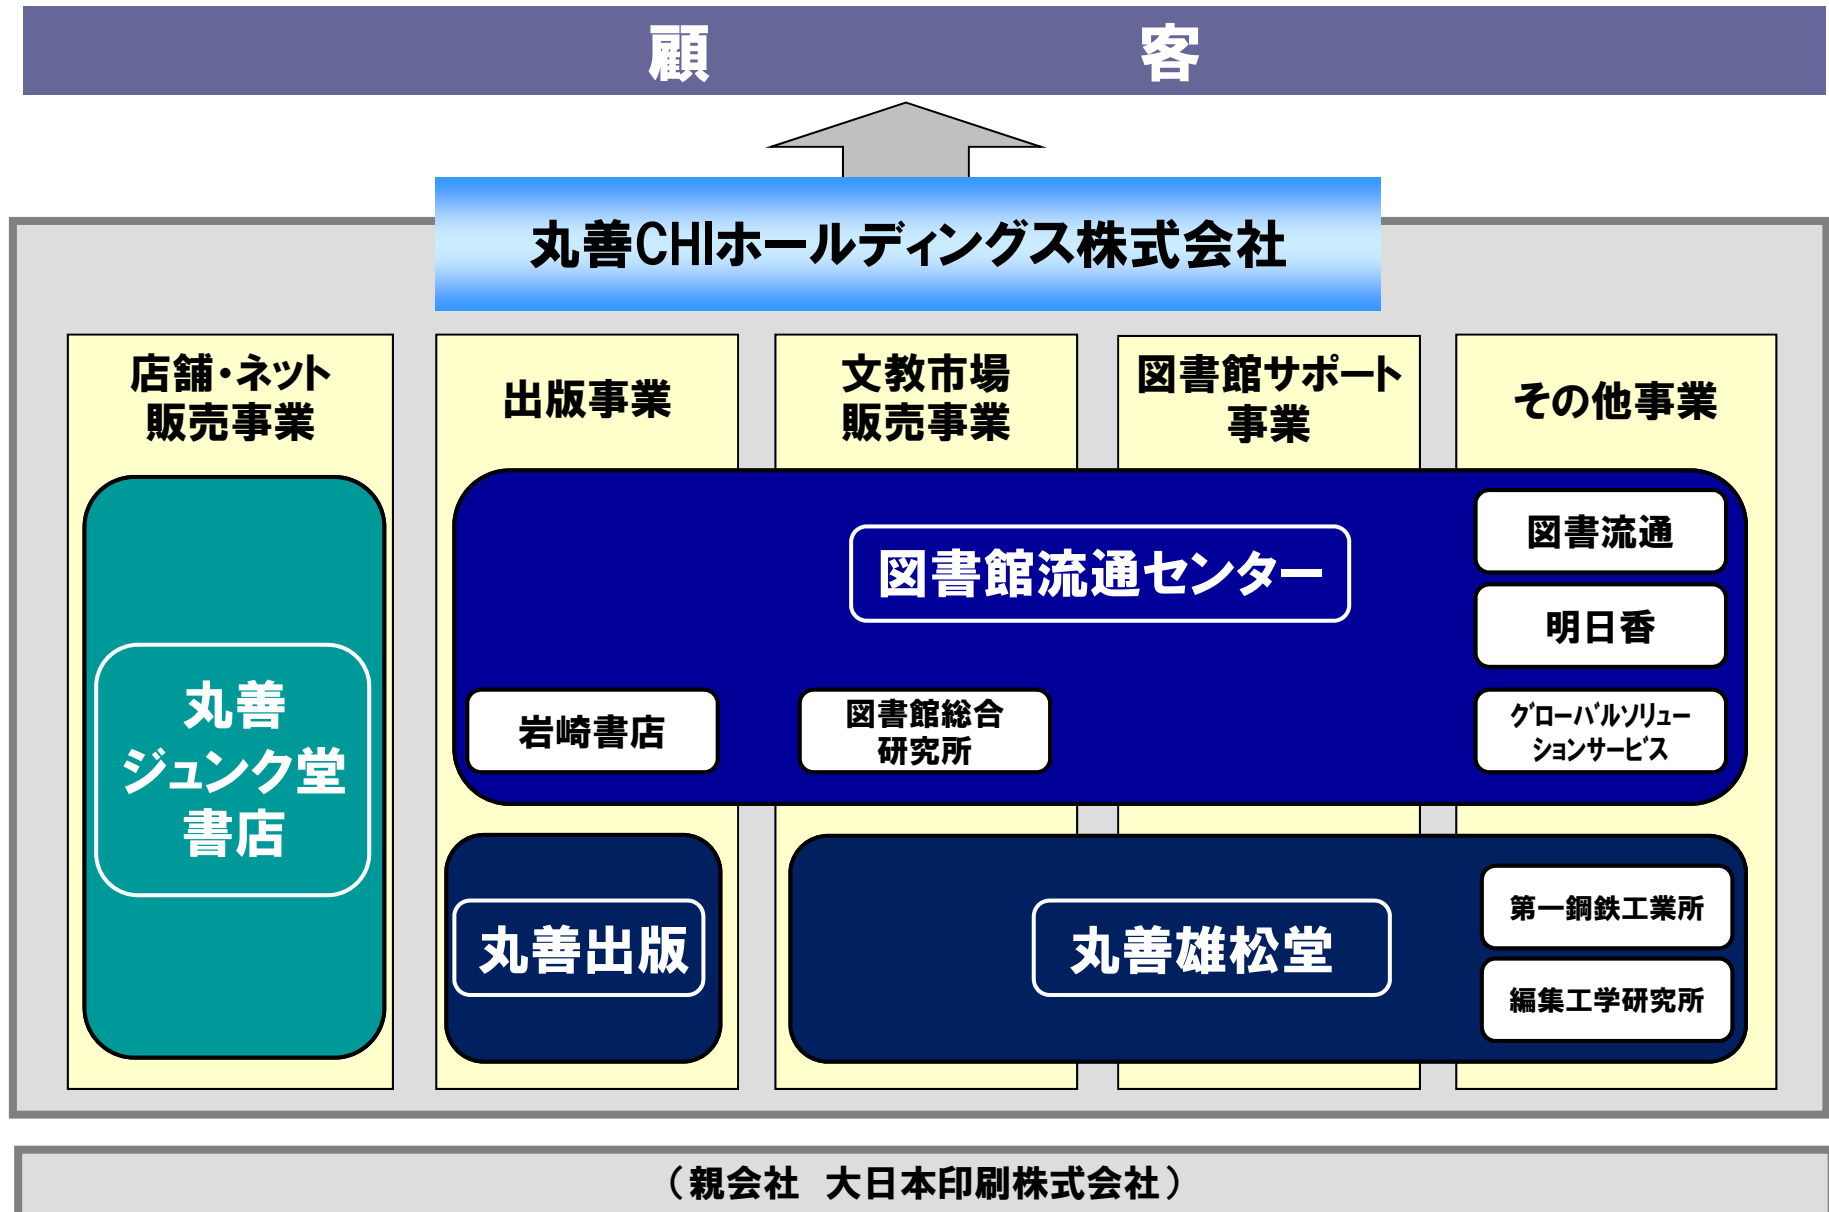 顧 客
丸善CHIホールディングス株式会社
店舗・ネット
販売事業
出版事業
文教市場
販売事業
図書館サポート
事業
その他事業
丸善
ジュンク堂
書店
図書館流通センター
図書流通
明日香
岩崎書店
図書館総合
研究所
グローバルソリュー
ションサービス
丸善出版
丸善雄松堂
第一鋼鉄工業所
編集工学研究所
（親会社　大日本印刷株式会社）